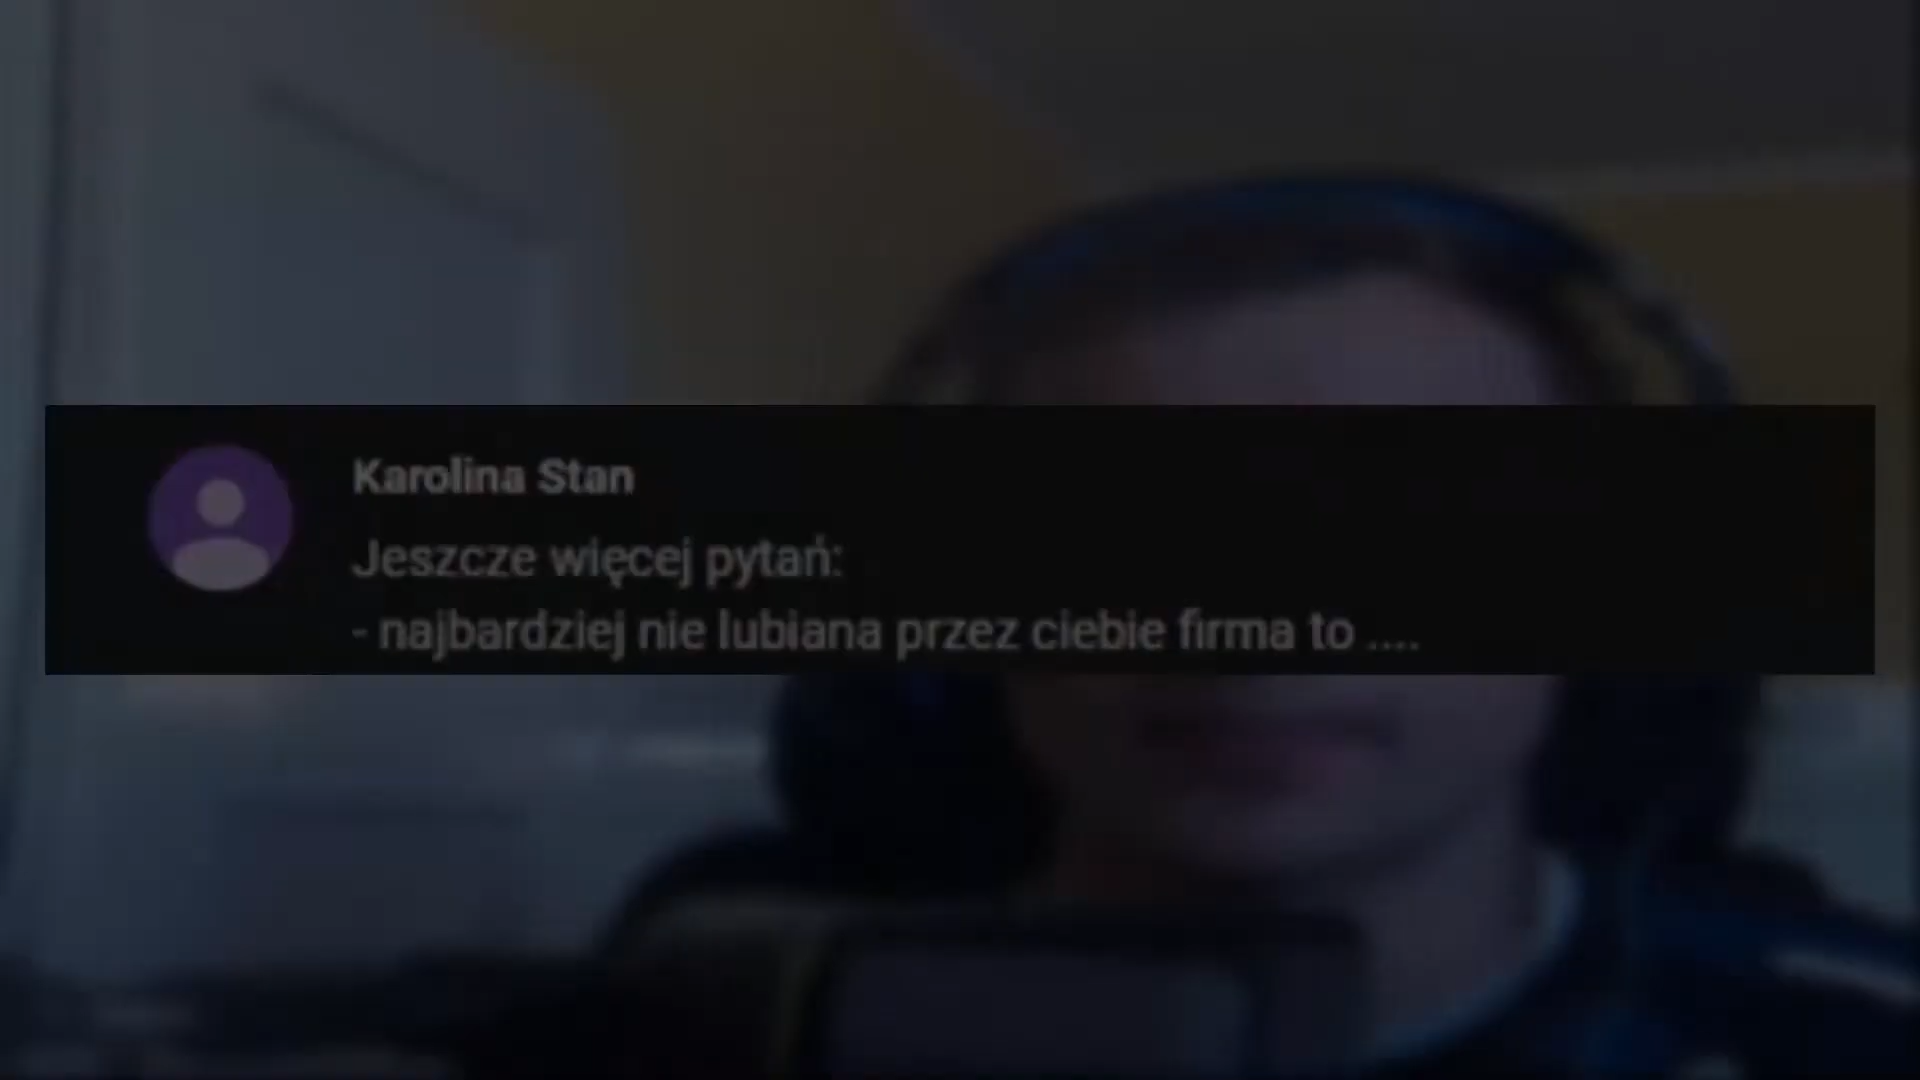 Karolina Stan
Jeszcze więcej pytań:
- najbardziej nie lubiana przez ciebie firma to ....